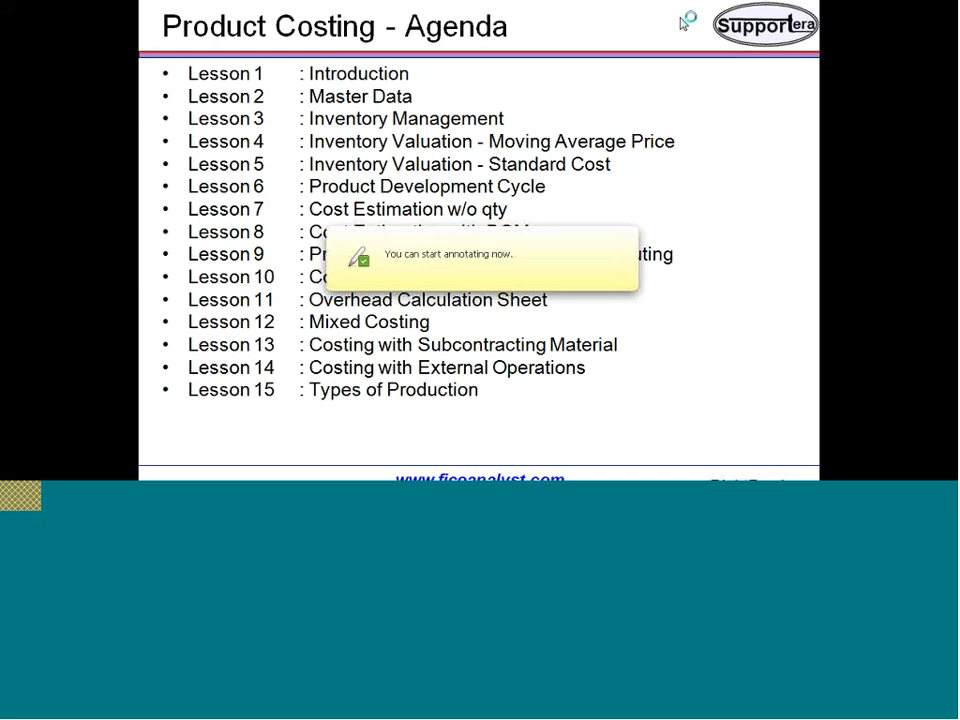 Product Costing - Agenda
Supportera
• Lesson 1 : Introduction
• Lesson 2 : Master Data
• Lesson 3 : Inventory Management
• Lesson 4 : Inventory Valuation - Moving Average Price
• Lesson 5 : Inventory Valuation - Standard Cost
• Lesson 6 : Product Development Cycle
• Lesson 7 : Cost Estimation w/o qty
• Lesson 8 :
• Lesson 9 :
You can start annotating now.
• Lesson 10 :
• Lesson 11 : Overhead Calculation Sheet
• Lesson 12 : Mixed Costing
• Lesson 13 : Costing with Subcontracting Material
• Lesson 14 : Costing with External Operations
• Lesson 15 : Types of Production
www.ficoanalyst.com